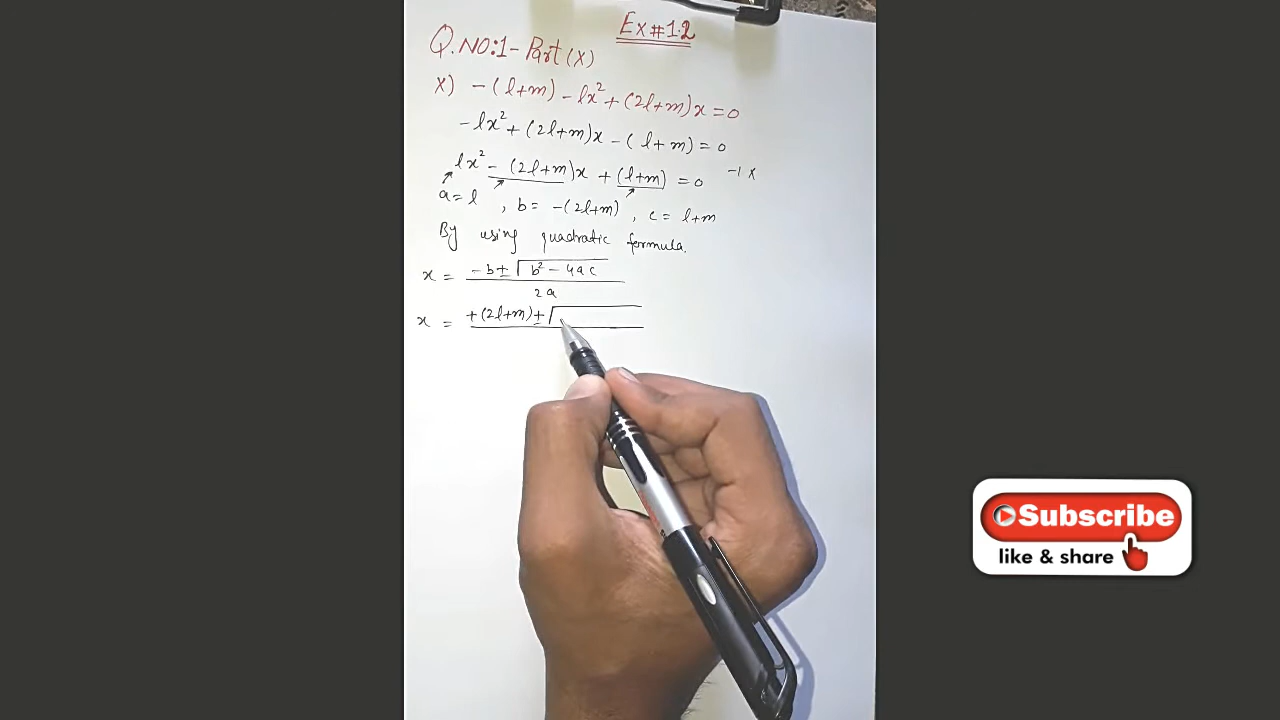 Ex#1.2
Q.NO:1- Part (x)
x) -(l+m) - lx² + (2l+m)x = 0
-lx² + (2l+m)x - (l+m) = 0
lx² - (2l+m)x + (l+m) = 0 -1 x
a = l , b = -(2l+m) , c = l+m
By using quadratic formula.
x = -b ± √b² - 4ac
2a
x = +(2l+m) ± √
Subscribe
like & share